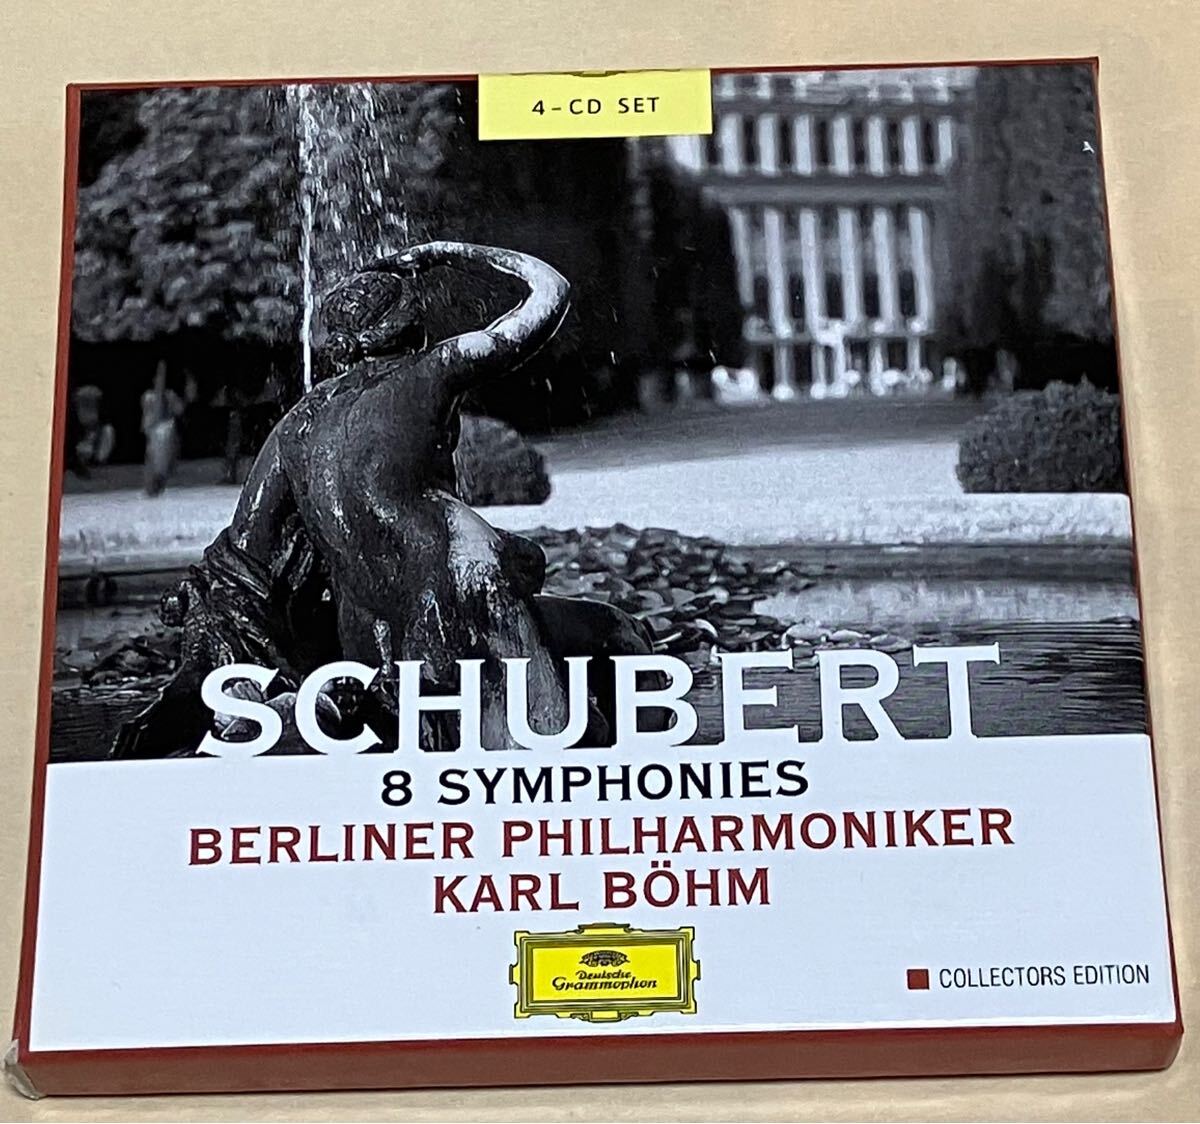 4-CD SET
SCHUBERT
8 SYMPHONIES
BERLINER PHILHARMONIKER
KARL BÖHM
Deutsche
Grammophon
COLLECTORS EDITION